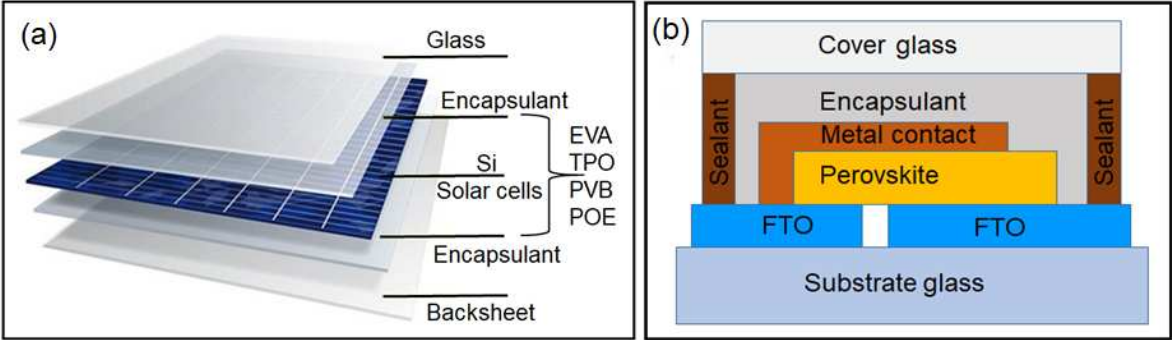 (a)
Glass
Encapsulant
EVA
TPO
PVB
POE
Si
Solar cells
Encapsulant
Backsheet
(b)
Cover glass
Encapsulant
Sealant
Metal contact
Perovskite
Sealant
FTO
FTO
Substrate glass